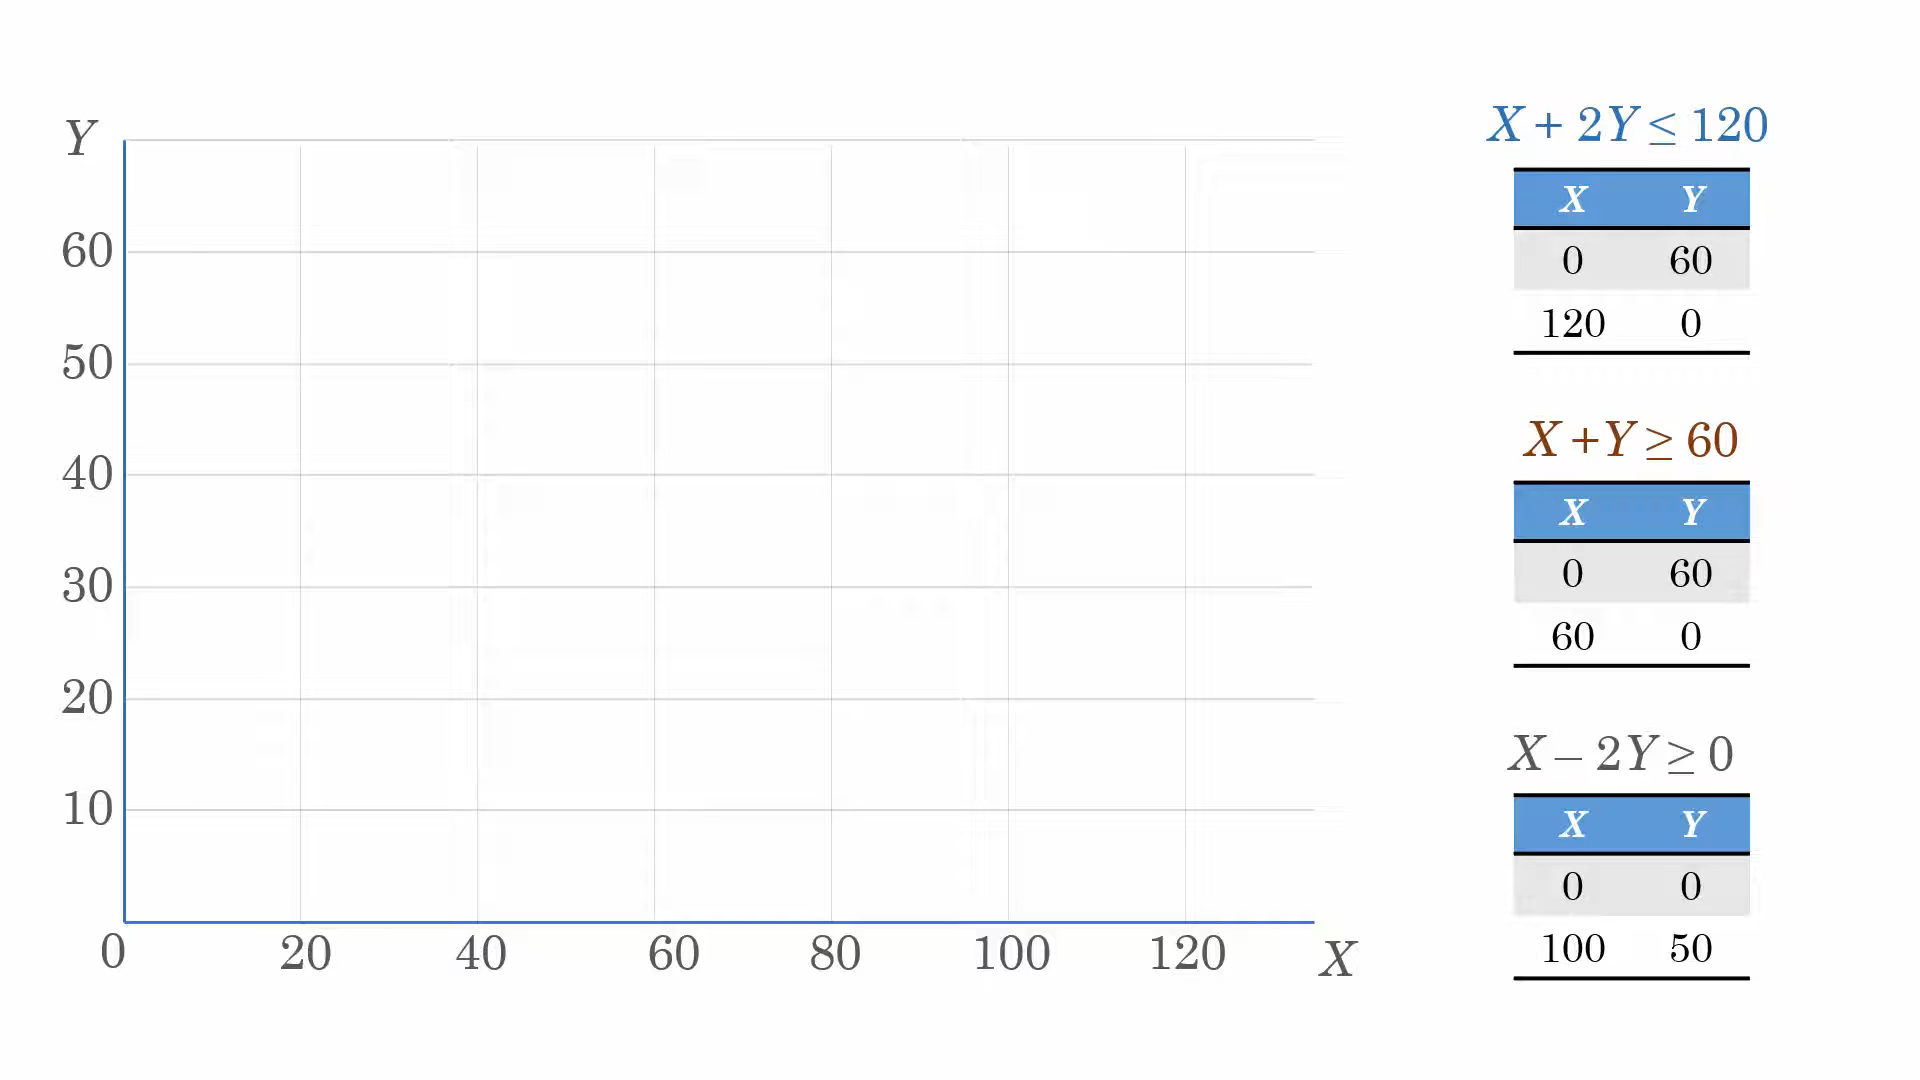 Y
60
50
40
30
20
10
0 20 40 60 80 100 120 X
X + 2Y ≤ 120
X Y
0 60
120 0
X + Y ≥ 60
X Y
0 60
60 0
X – 2Y ≥ 0
X Y
0 0
100 50